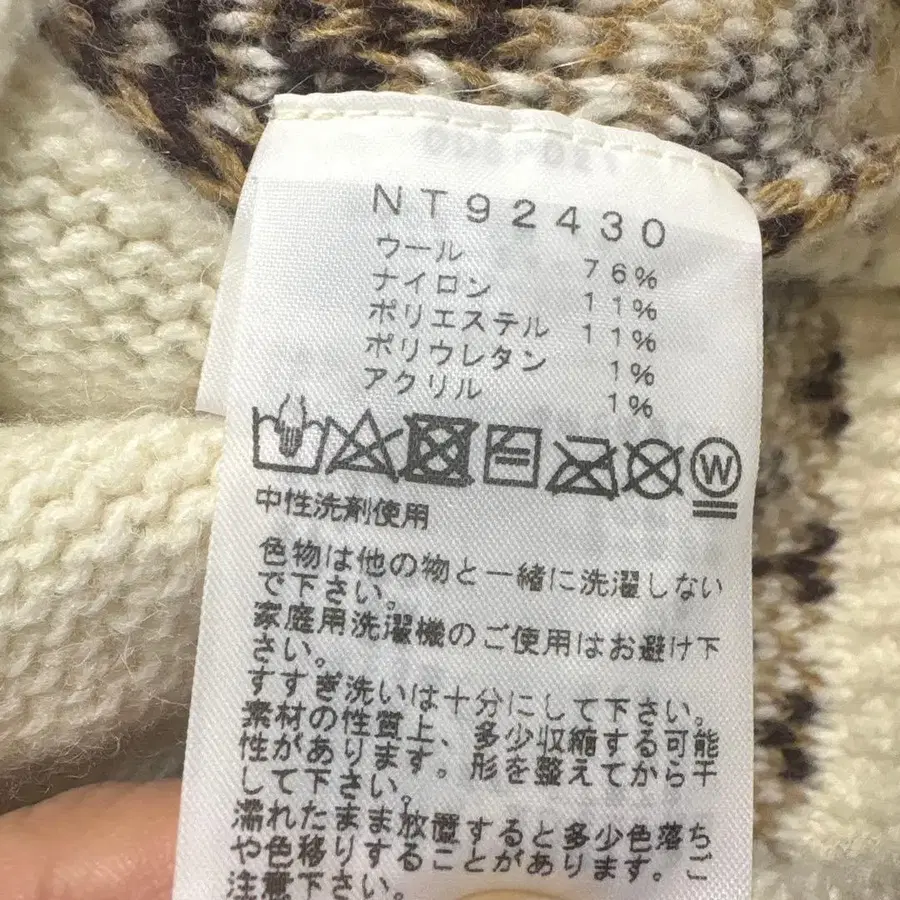 NT92430
ウール 76%
ナイロン 11%
ポリエステル 11%
ポリウレタン 1%
アクリル 1%
W
中性洗剤使用
色物は他の物と一緒に洗濯しない
で下さい。
家庭用洗濯機のご使用はお避け下
さい。
すすぎ洗いは十分にして下さい。
素材の性質上、多少収縮する可能
性があります。形を整えてから干
して下さい。
濡れたまま放置すると多少色落ち
や色移りすることがあります。ご
注意下さい。